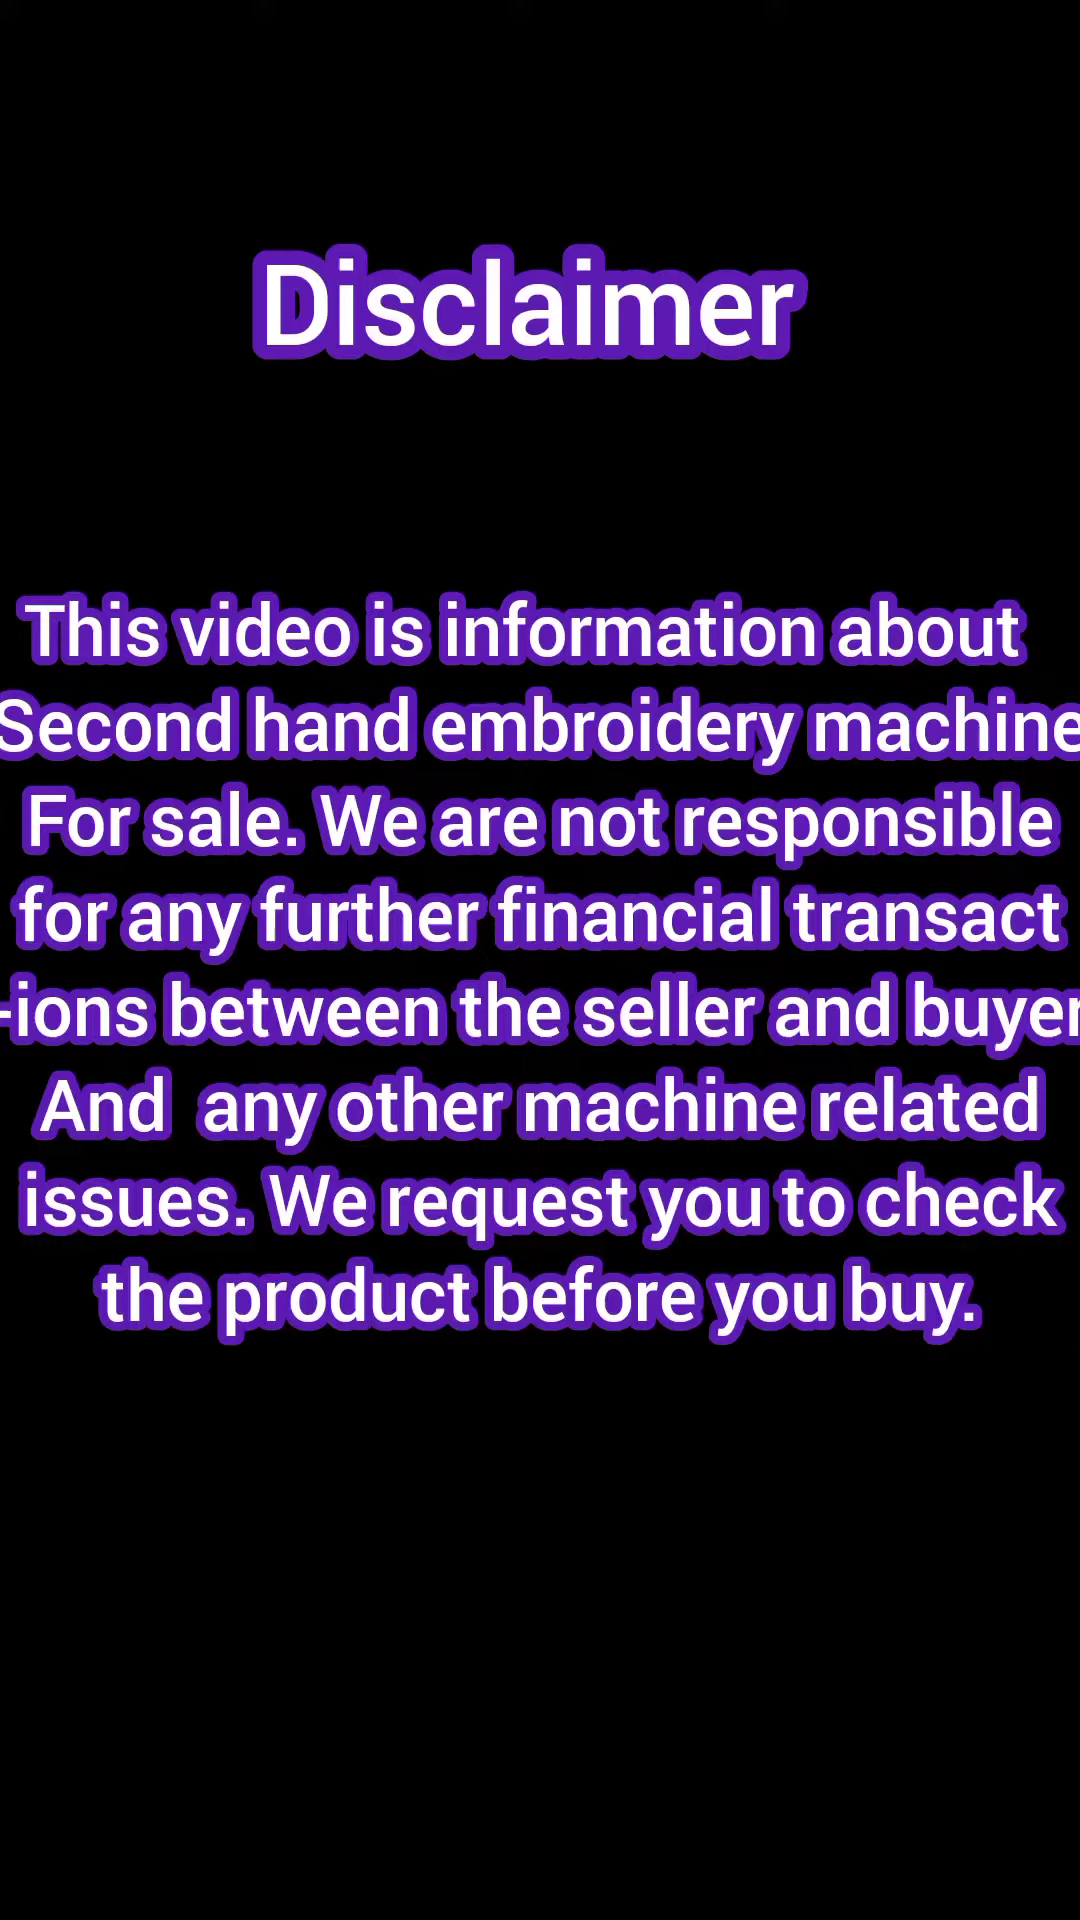 Disclaimer
This video is information about
Second hand embroidery machine
For sale. We are not responsible
for any further financial transact
-ions between the seller and buyer
And any other machine related
issues. We request you to check
the product before you buy.